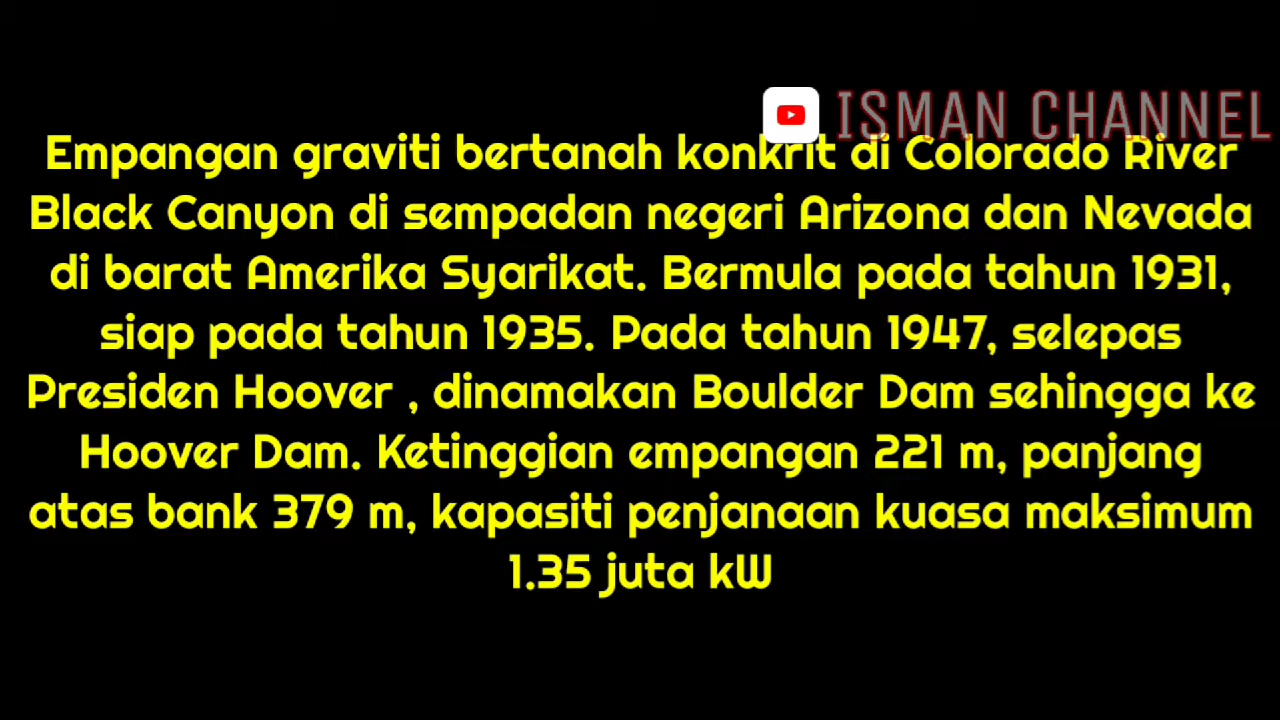 ISMAN CHANNEL
Empangan graviti bertanah konkrit di Colorado River
Black Canyon di sempadan negeri Arizona dan Nevada
di barat Amerika Syarikat. Bermula pada tahun 1931,
siap pada tahun 1935. Pada tahun 1947, selepas
Presiden Hoover , dinamakan Boulder Dam sehingga ke
Hoover Dam. Ketinggian empangan 221 m, panjang
atas bank 379 m, kapasiti penjanaan kuasa maksimum
1.35 juta kW